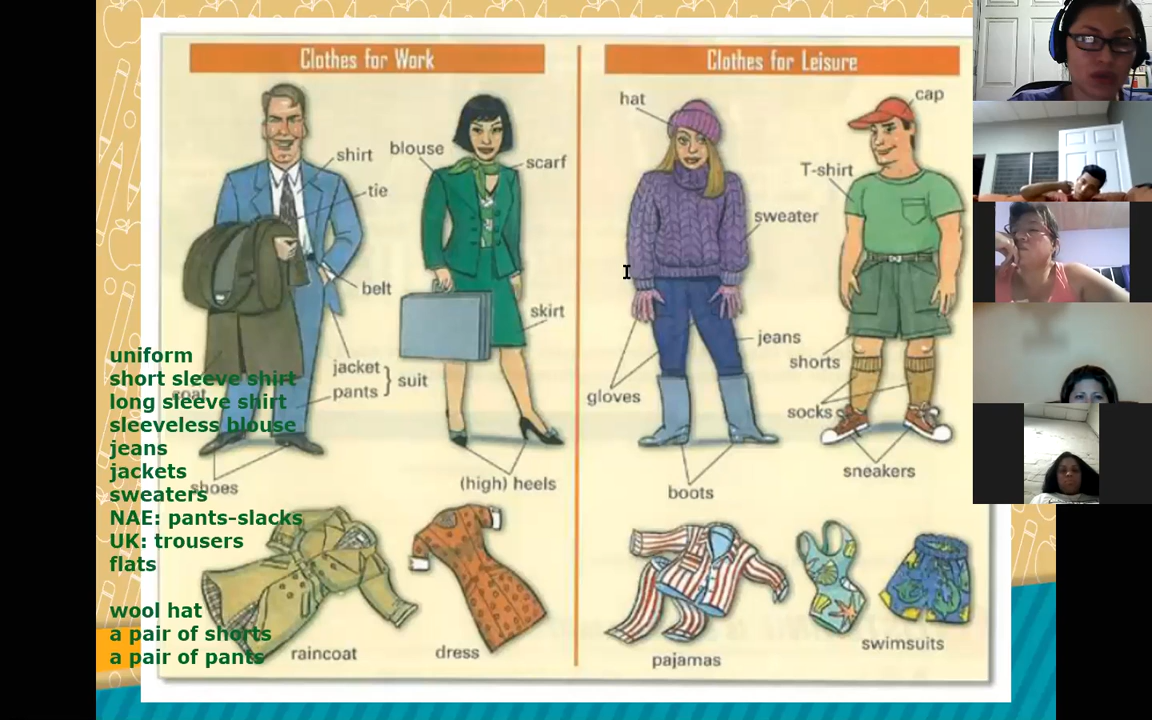 Clothes for Work
shirt
blouse
scarf
tie
belt
skirt
jacket
pants
suit
coat
shoes
(high) heels
raincoat
dress
Clothes for Leisure
hat
cap
T-shirt
sweater
jeans
shorts
gloves
socks
sneakers
boots
pajamas
swimsuits
uniform
short sleeve shirt
long sleeve shirt
sleeveless blouse
jeans
jackets
sweaters
NAE: pants-slacks
UK: trousers
flats
wool hat
a pair of shorts
a pair of pants